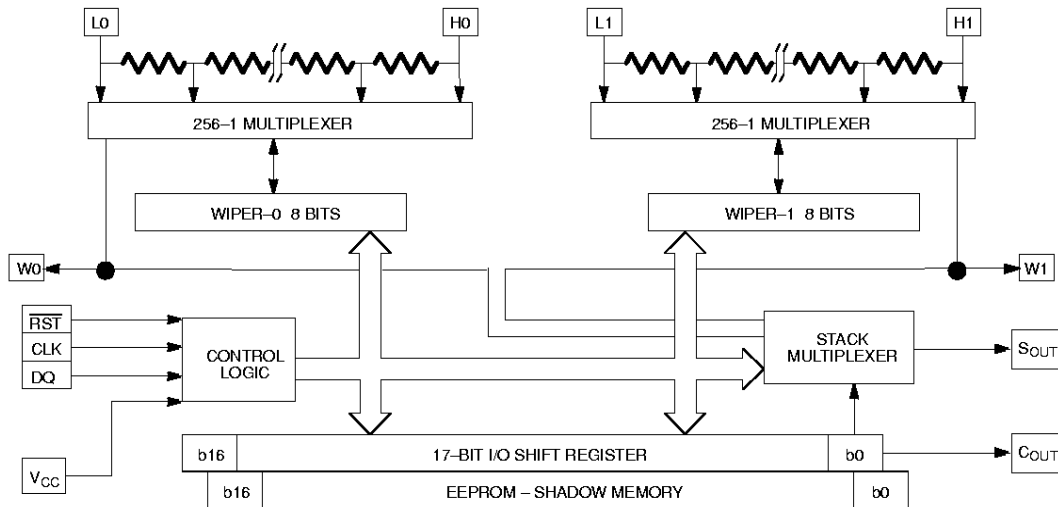 L0
H0
L1
H1
256–1 MULTIPLEXER
256–1 MULTIPLEXER
WIPER–0 8 BITS
WIPER–1 8 BITS
W0
W1
RST
CLK
DQ
CONTROL
LOGIC
STACK
MULTIPLEXER
SOUT
b16
17–BIT I/O SHIFT REGISTER
b0
COUT
VCC
b16
EEPROM – SHADOW MEMORY
b0